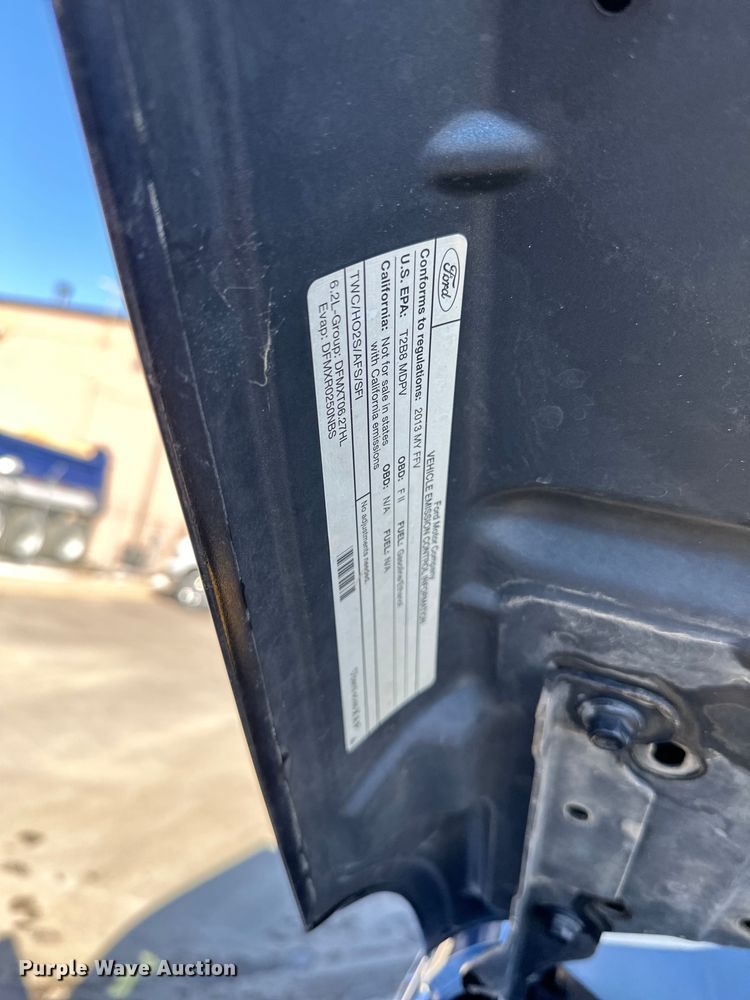 Ford
Ford Motor Company
VEHICLE EMISSION CONTROL INFORMATION
Conforms to regulations: 2013 MY FFV
U.S. EPA: T2B8 MDPV OBD: F II FUEL: Gasoline/Ethanol
California: Not for sale in states with California emissions OBD: N/A FUEL: N/A
TWC/HO2S/AFS/SFI
No adjustments needed.
6.2L-Group: DFMXT06.27HL
Evap: DFMXR0250NBS
Purple Wave Auction